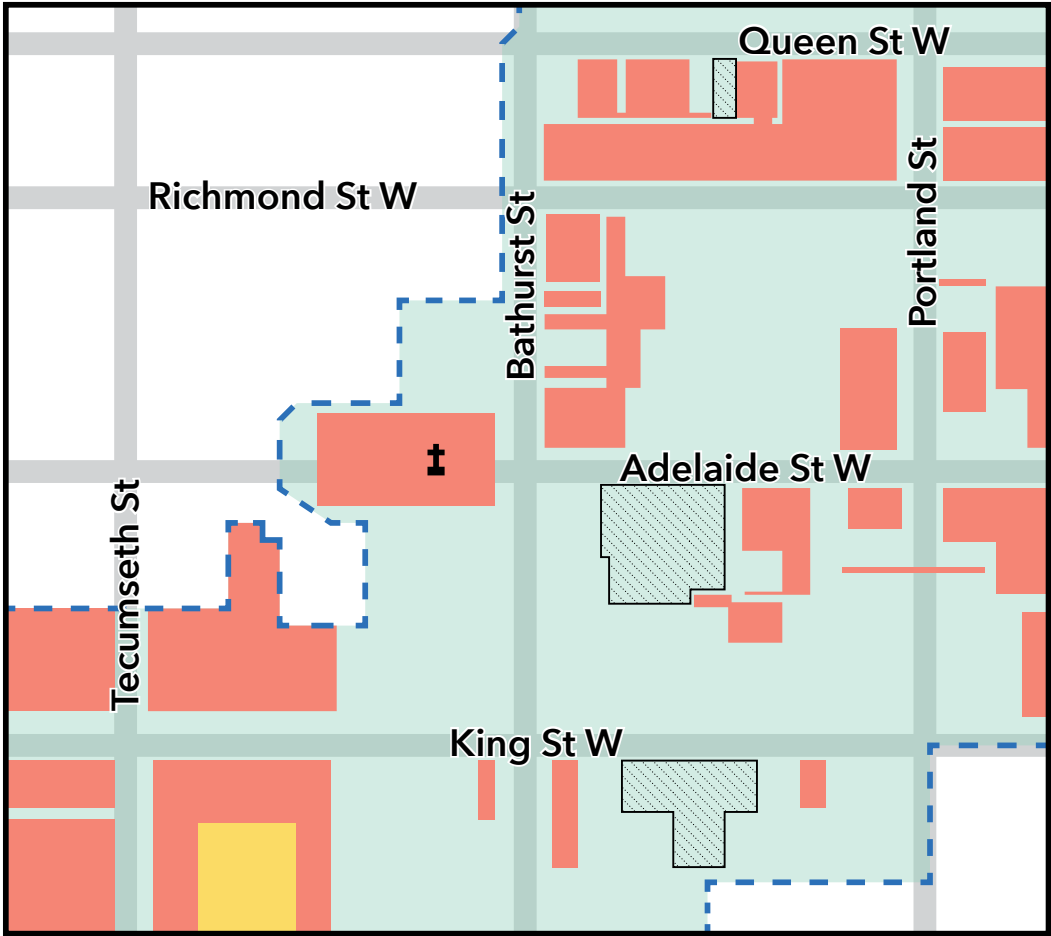 Queen St W
Richmond St W
Bathurst St
Portland St
Adelaide St W
Tecumseth St
King St W